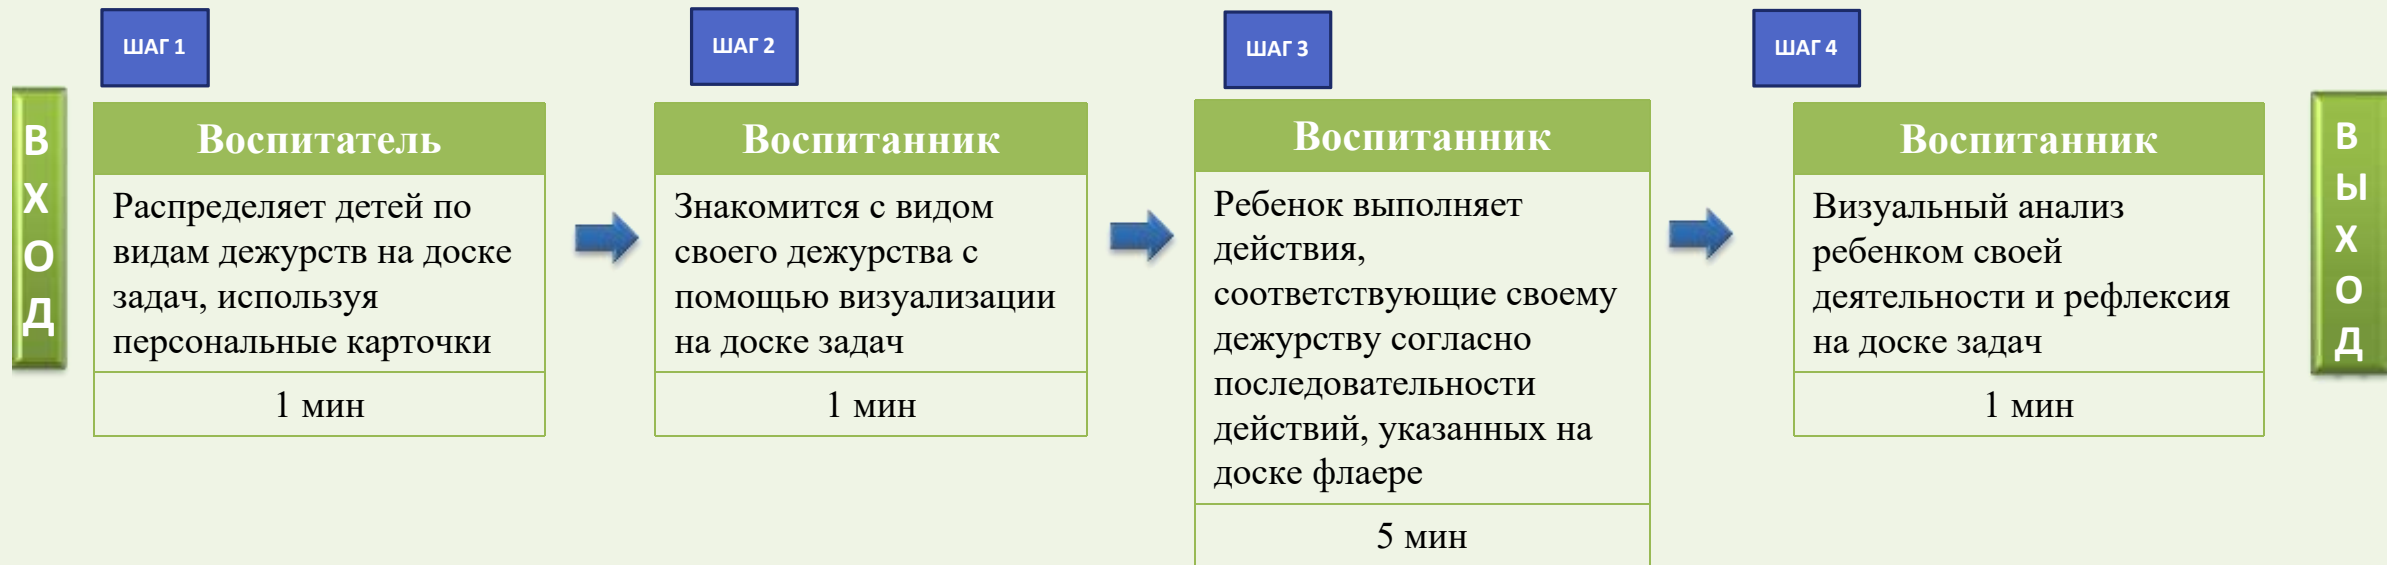 ВХОД
ШАГ 1
Воспитатель
Распределяет детей по
видам дежурств на доске
задач, используя
персональные карточки
1 мин
ШАГ 2
Воспитанник
Знакомится с видом
своего дежурства с
помощью визуализации
на доске задач
1 мин
ШАГ 3
Воспитанник
Ребенок выполняет
действия,
соответствующие своему
дежурству согласно
последовательности
действий, указанных на
доске флаере
5 мин
ШАГ 4
Воспитанник
Визуальный анализ
ребенком своей
деятельности и рефлексия
на доске задач
1 мин
ВЫХОД